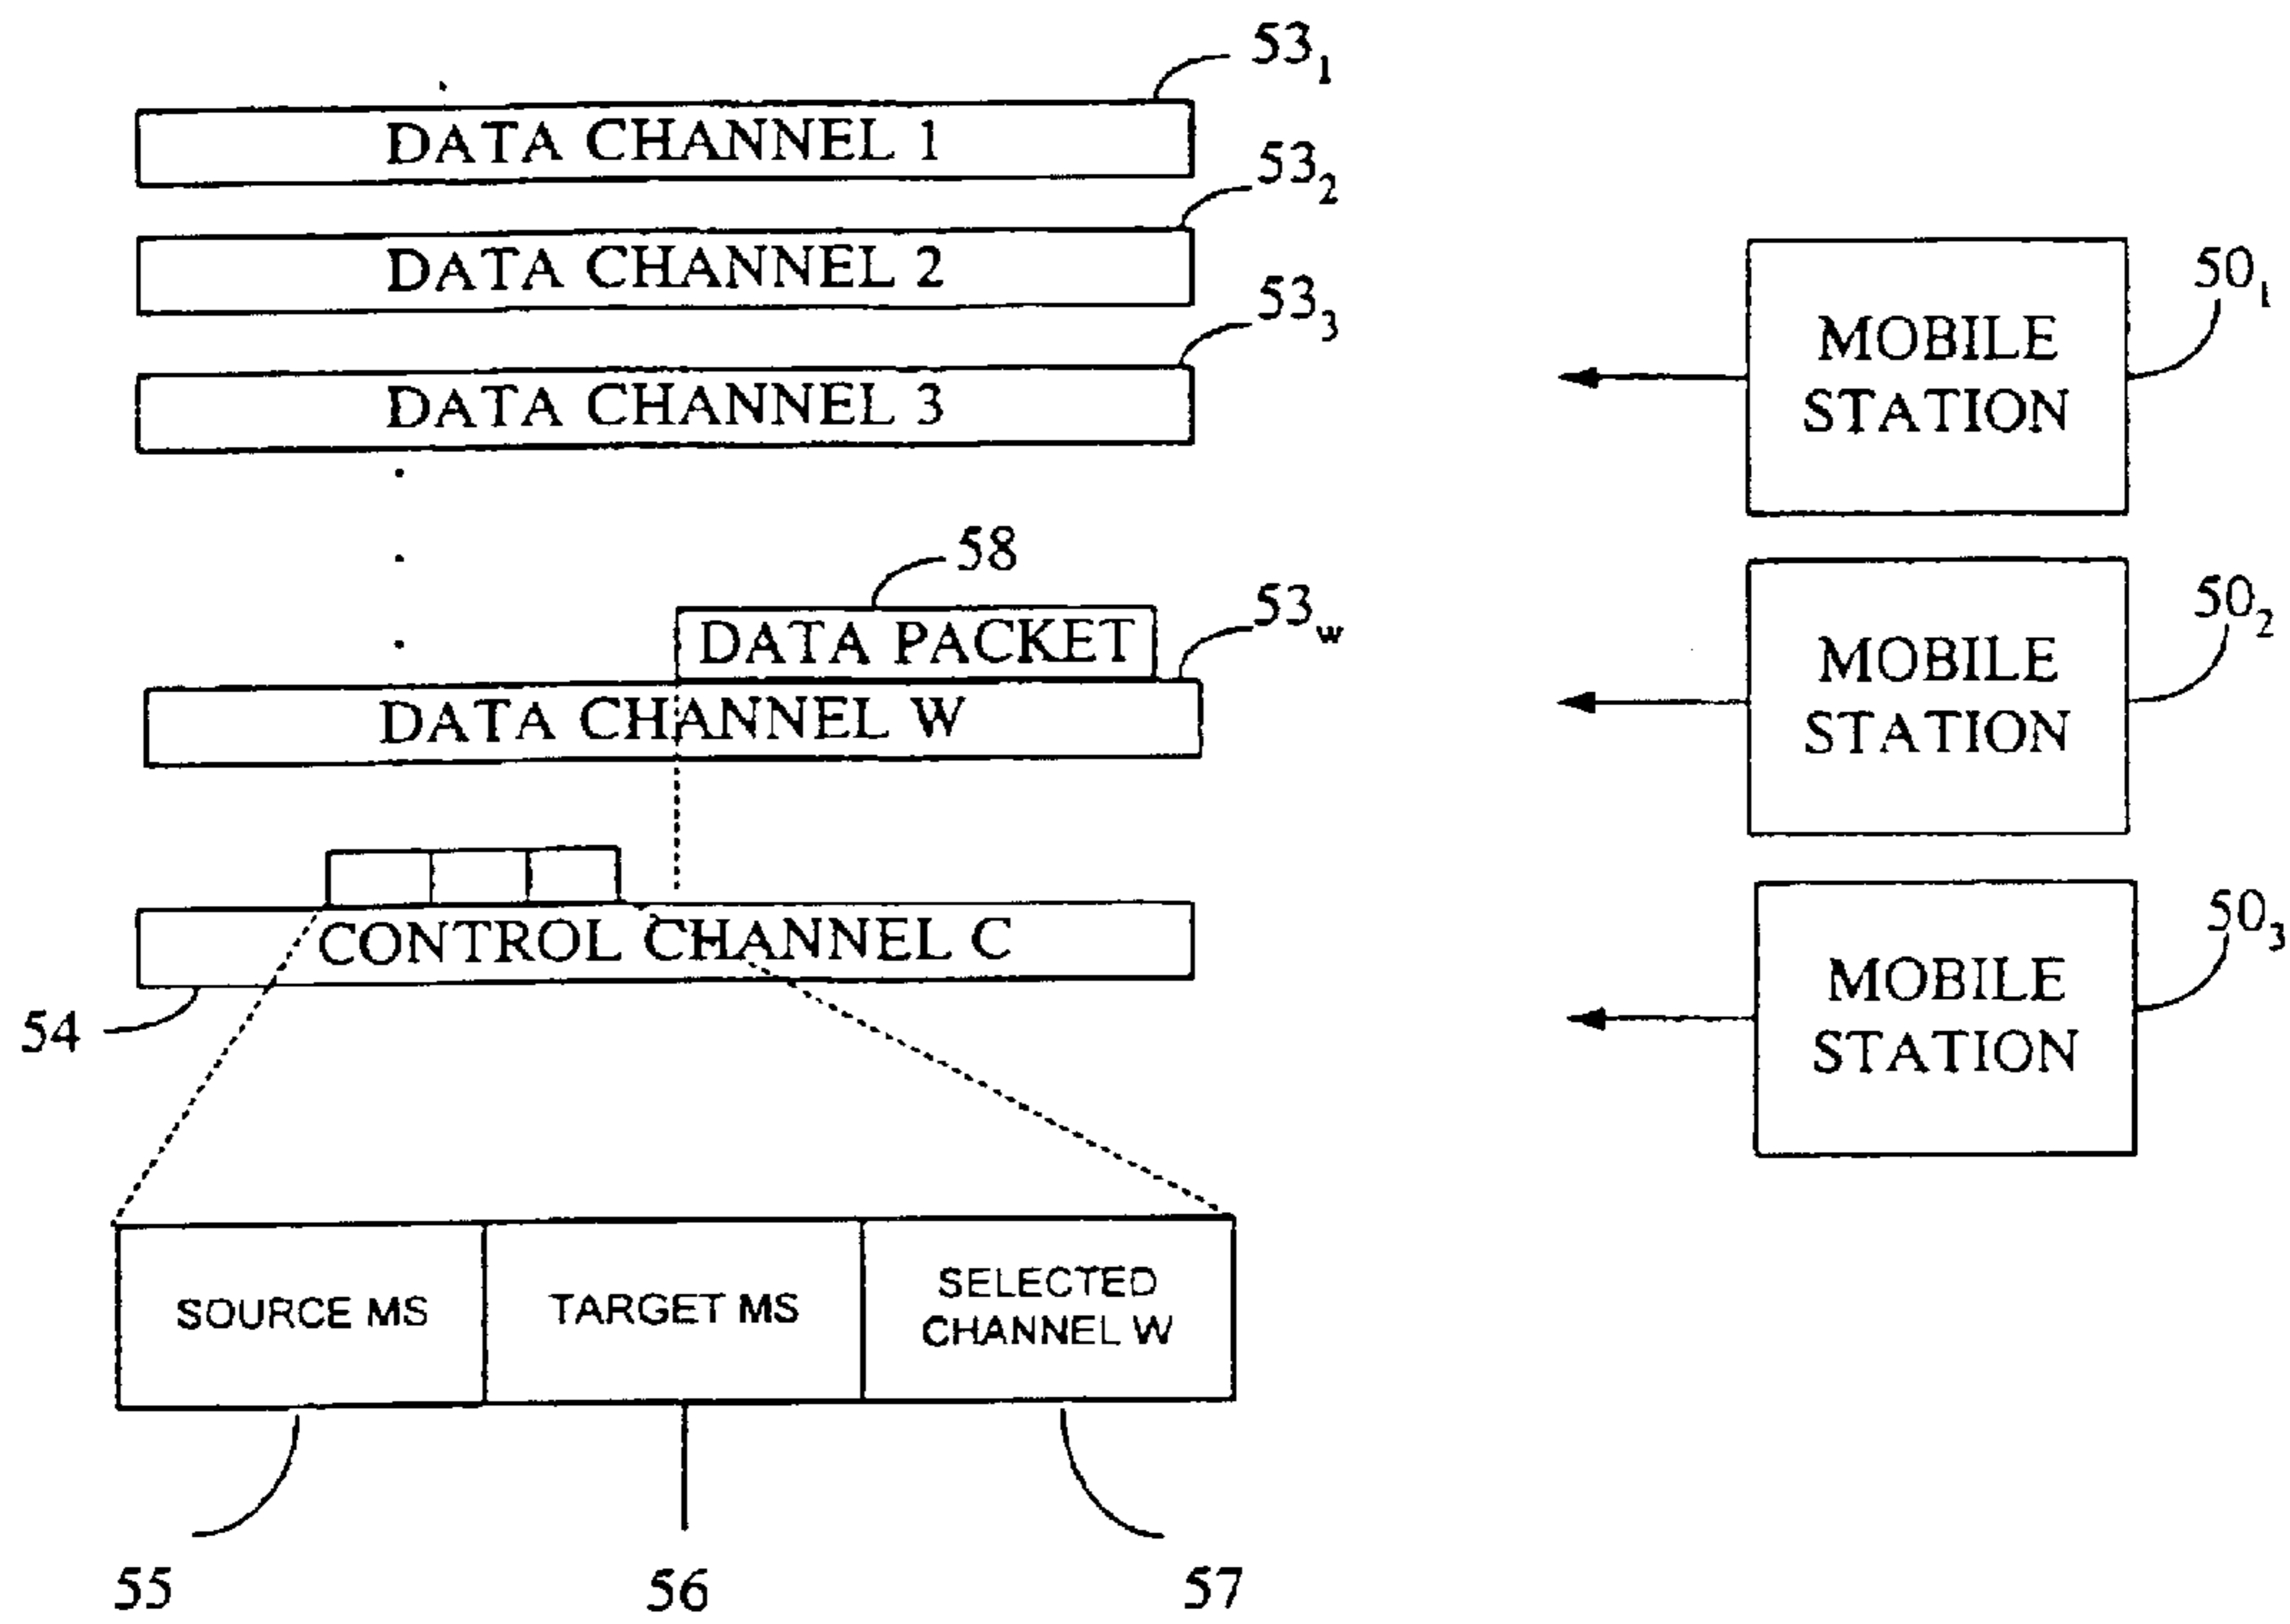 53₁
DATA CHANNEL 1
53₂
DATA CHANNEL 2
53₃
DATA CHANNEL 3
58
DATA PACKET
53w
DATA CHANNEL W
CONTROL CHANNEL C
54
SOURCE MS
TARGET MS
SELECTED
CHANNEL W
55
56
57
50₁
MOBILE
STATION
50₂
MOBILE
STATION
50₃
MOBILE
STATION